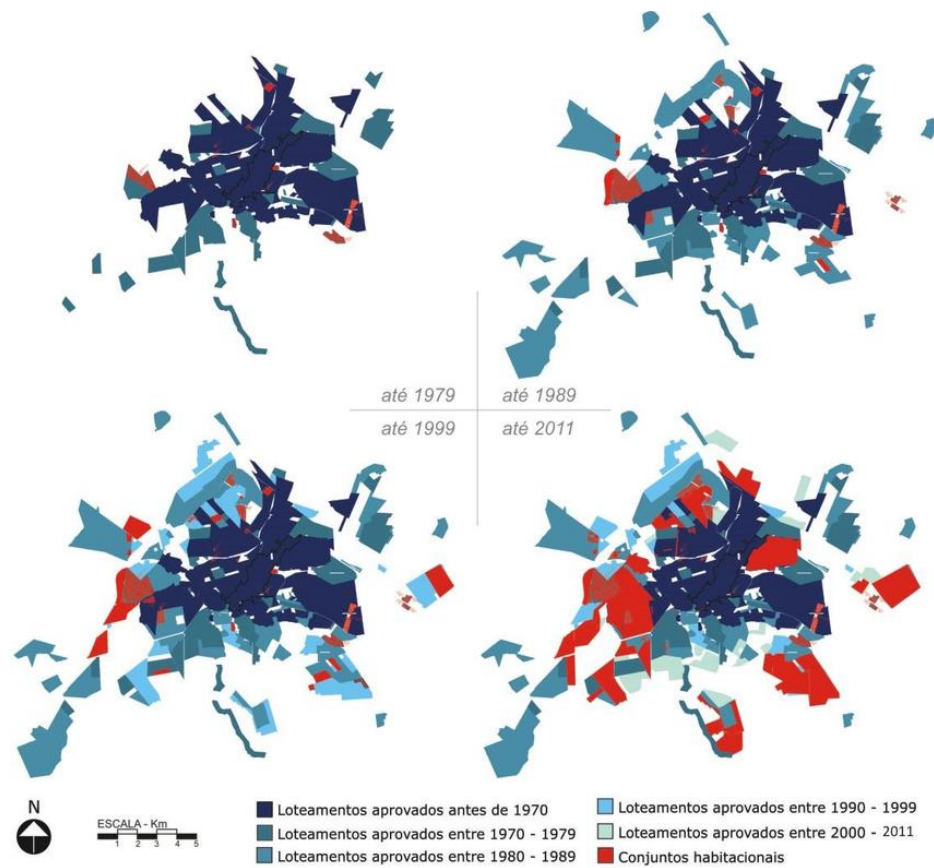 até 1979
até 1989
até 1999
até 2011
N
ESCALA - Km
1 2 3 4 5
Loteamentos aprovados antes de 1970
Loteamentos aprovados entre 1970 - 1979
Loteamentos aprovados entre 1980 - 1989
Loteamentos aprovados entre 1990 - 1999
Loteamentos aprovados entre 2000 - 2011
Conjuntos habitacionais